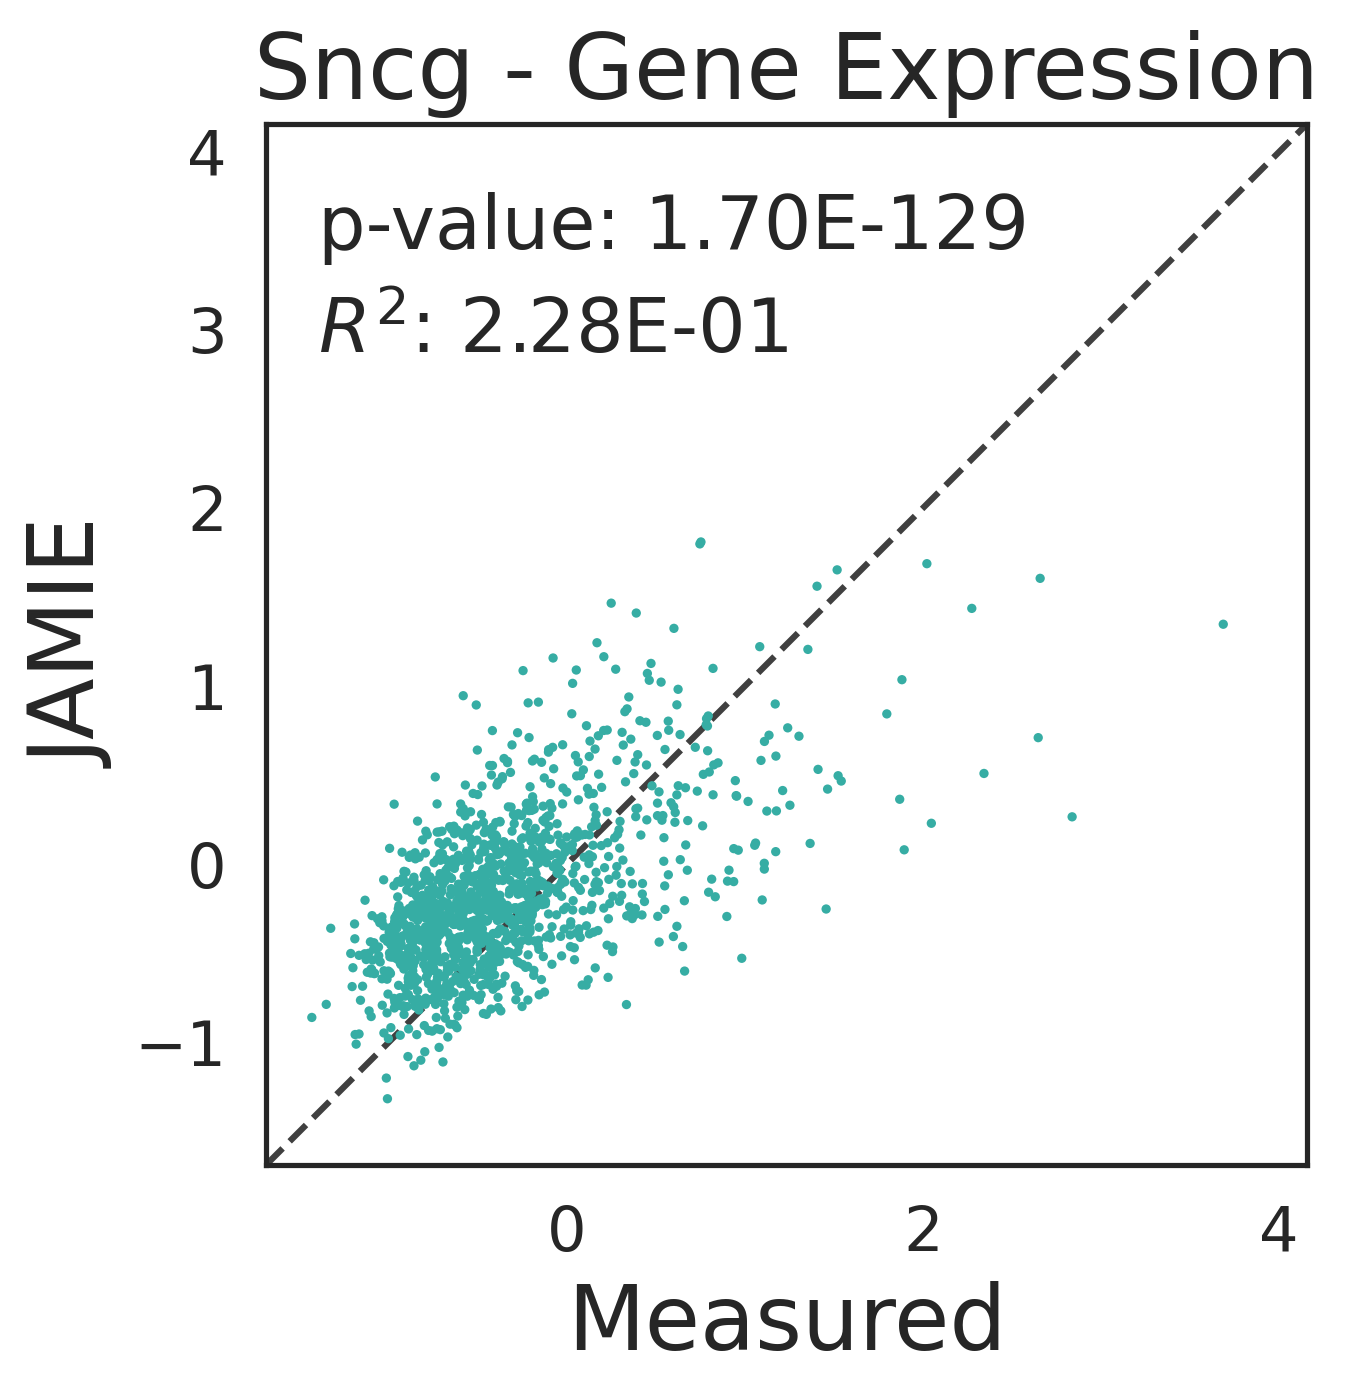 Sncg - Gene Expression
p-value: 1.70E-129
R²: 2.28E-01
4
3
2
1
0
−1
JAMIE
0 2 4
Measured